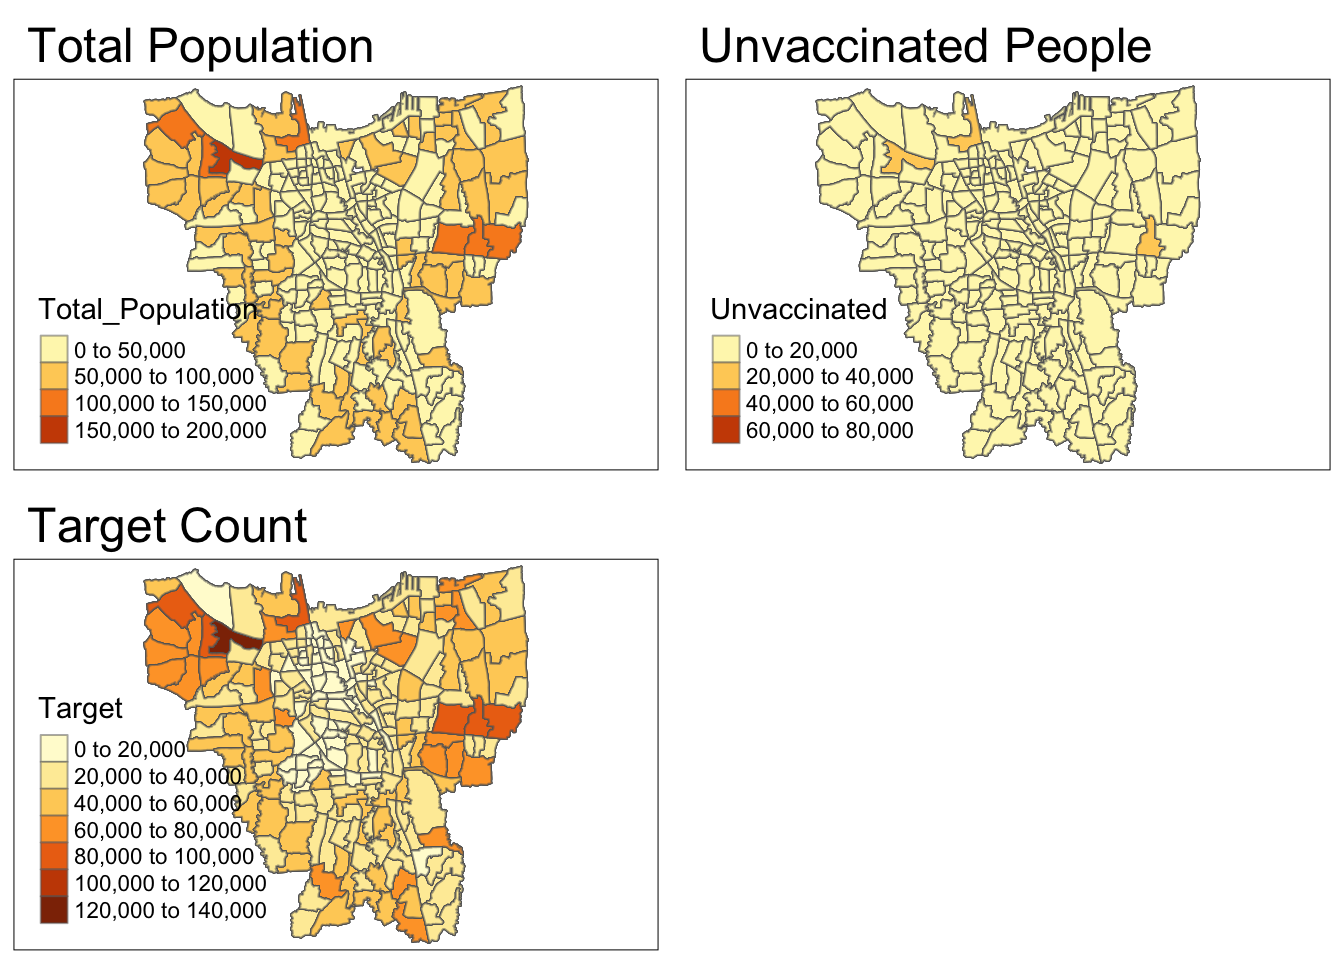 Total Population
Total_Population
0 to 50,000
50,000 to 100,000
100,000 to 150,000
150,000 to 200,000
Unvaccinated People
Unvaccinated
0 to 20,000
20,000 to 40,000
40,000 to 60,000
60,000 to 80,000
Target Count
Target
0 to 20,000
20,000 to 40,000
40,000 to 60,000
60,000 to 80,000
80,000 to 100,000
100,000 to 120,000
120,000 to 140,000